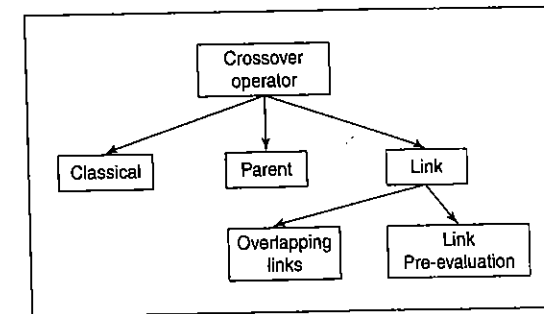 Crossover
operator
Classical
Parent
Link
Overlapping
links
Link
Pre-evaluation